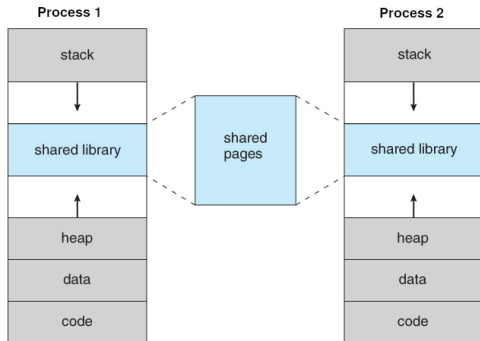 Process 1
Process 2
stack
stack
shared library
shared
pages
shared library
heap
heap
data
data
code
code